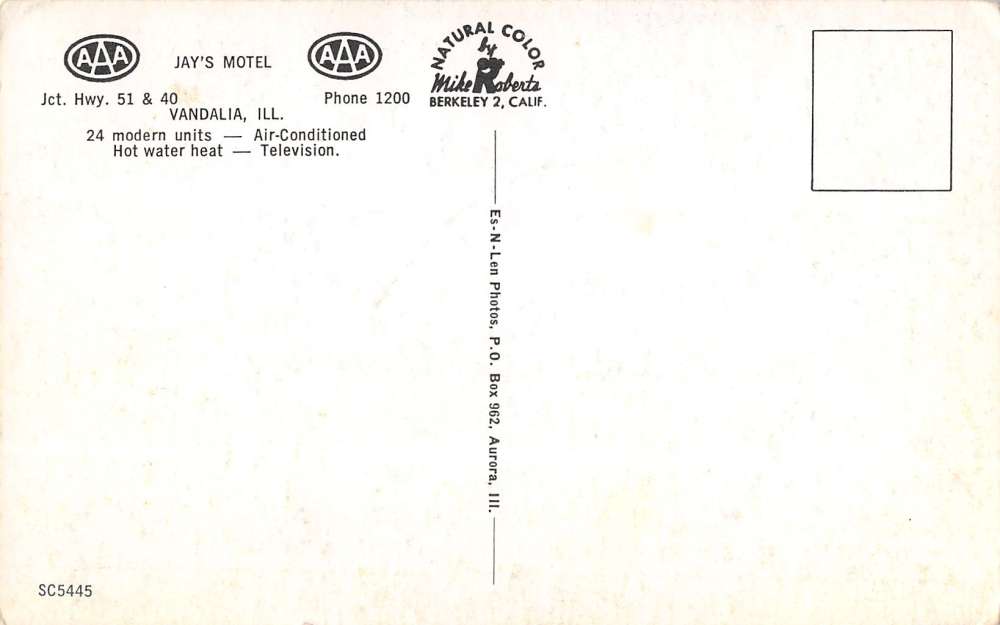 AAA JAY'S MOTEL AAA
Jct. Hwy. 51 & 40 Phone 1200
VANDALIA, ILL.
24 modern units — Air-Conditioned
Hot water heat — Television.
NATURAL COLOR
by
Mike Roberts
BERKELEY 2, CALIF.
Es-N-Len Photos, P.O. Box 962, Aurora, Ill.
SC5445